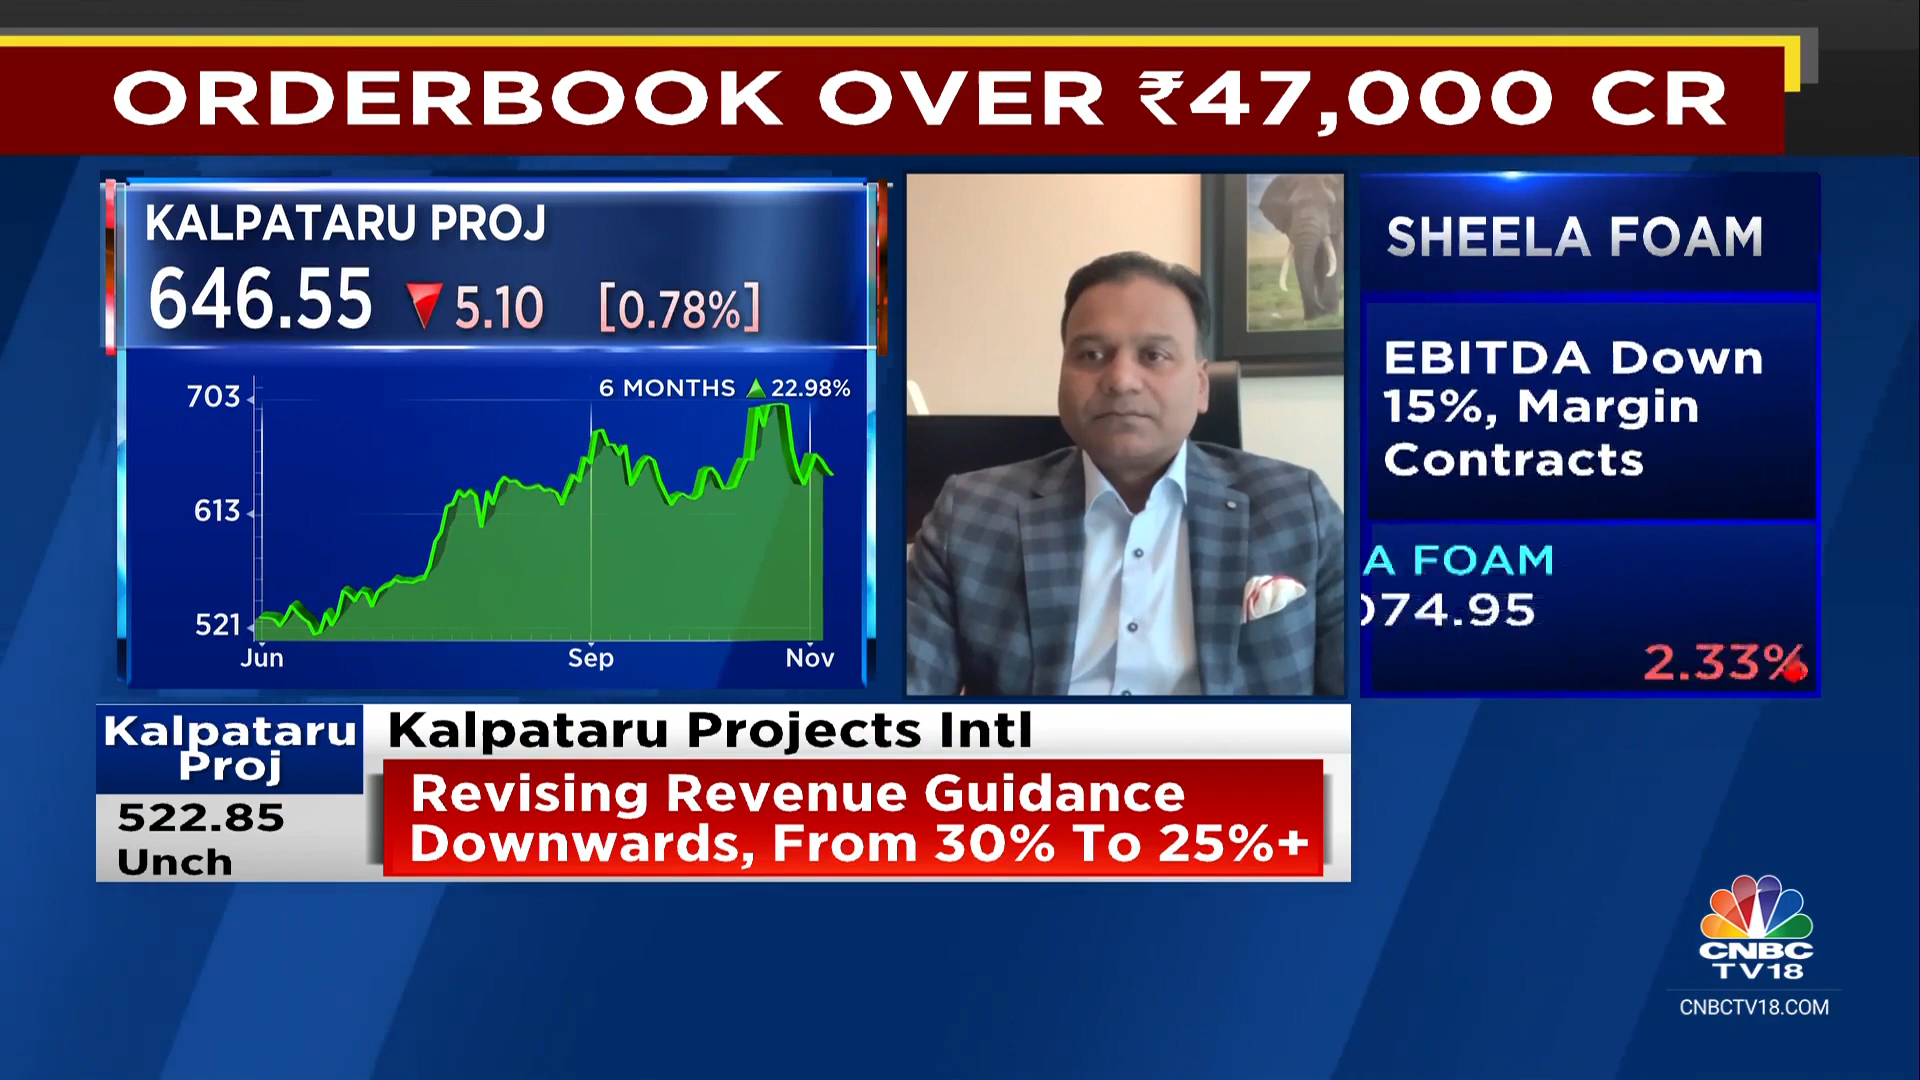 ORDERBOOK OVER ₹47,000 CR
KALPATARU PROJ
646.55 ▼ 5.10 [0.78%]
6 MONTHS ▲ 22.98%
703
613
521
Jun Sep Nov
SHEELA FOAM
EBITDA Down
15%, Margin
Contracts
A FOAM
074.95
2.33%
Kalpataru
Proj
522.85
Unch
Kalpataru Projects Intl
Revising Revenue Guidance
Downwards, From 30% To 25%+
CNBC
TV18
CNBCTV18.COM